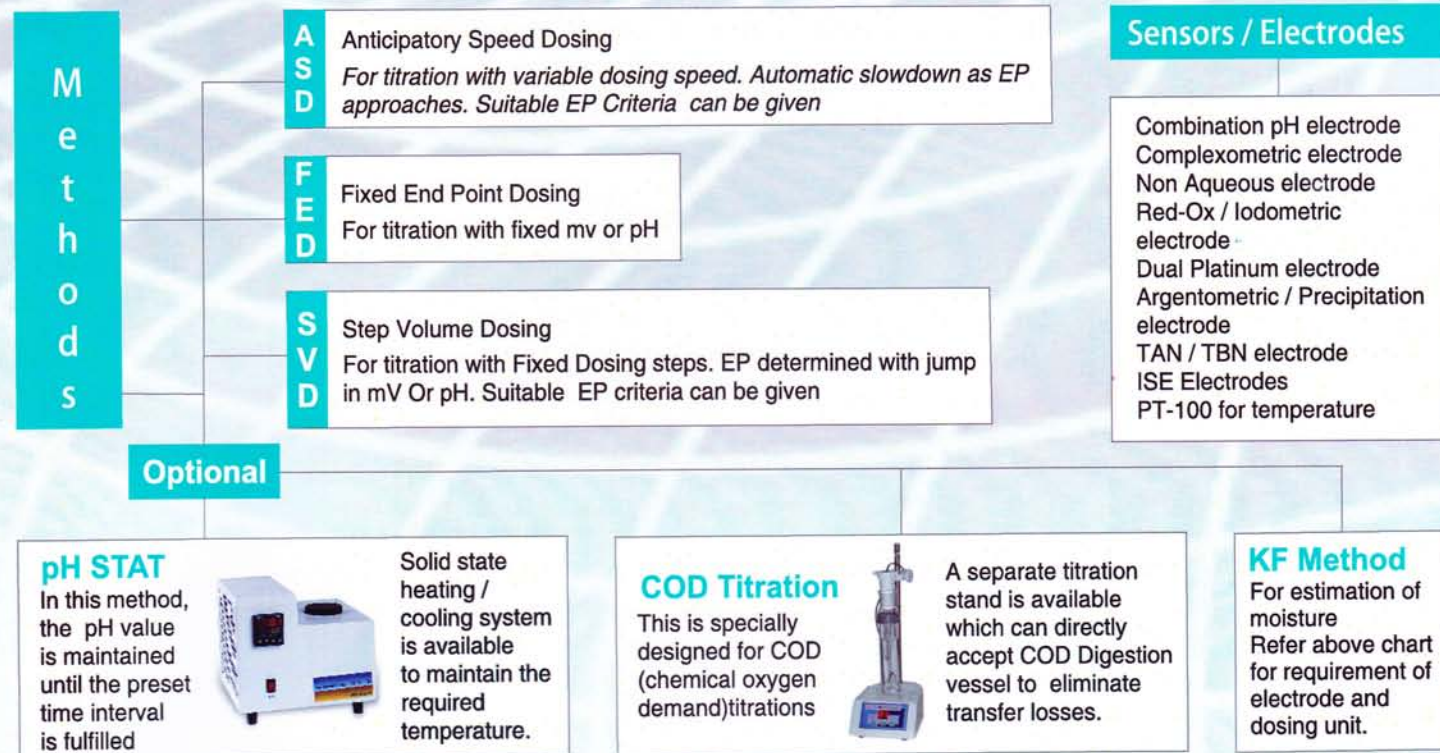 Methods
ASD
Anticipatory Speed Dosing
For titration with variable dosing speed. Automatic slowdown as EP
approaches. Suitable EP Criteria can be given
FED
Fixed End Point Dosing
For titration with fixed mv or pH
SVD
Step Volume Dosing
For titration with Fixed Dosing steps. EP determined with jump
in mV Or pH. Suitable EP criteria can be given
Sensors / Electrodes
Combination pH electrode
Complexometric electrode
Non Aqueous electrode
Red-Ox / Iodometric
electrode
Dual Platinum electrode
Argentometric / Precipitation
electrode
TAN / TBN electrode
ISE Electrodes
PT-100 for temperature
Optional
pH STAT
In this method,
the pH value
is maintained
until the preset
time interval
is fulfilled
Solid state
heating /
cooling system
is available
to maintain the
required
temperature.
COD Titration
This is specially
designed for COD
(chemical oxygen
demand)titrations
A separate titration
stand is available
which can directly
accept COD Digestion
vessel to eliminate
transfer losses.
KF Method
For estimation of
moisture
Refer above chart
for requirement of
electrode and
dosing unit.